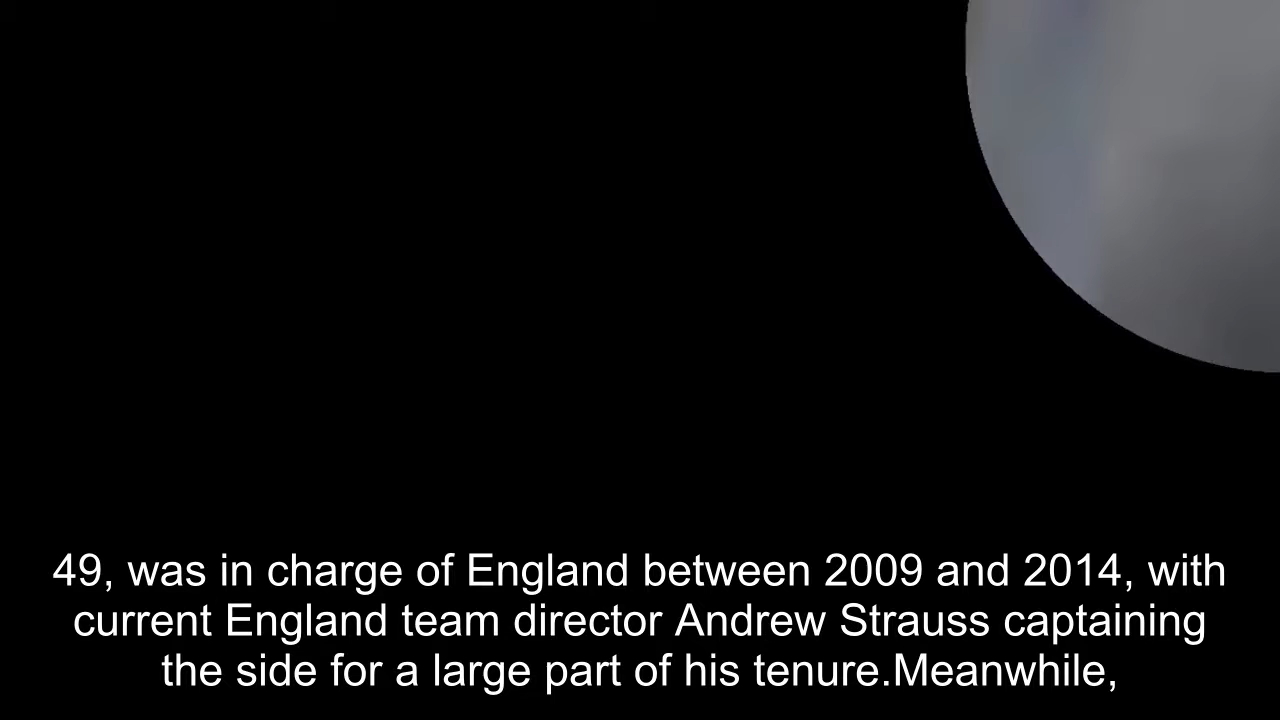 49, was in charge of England between 2009 and 2014, with
current England team director Andrew Strauss captaining
the side for a large part of his tenure.Meanwhile,